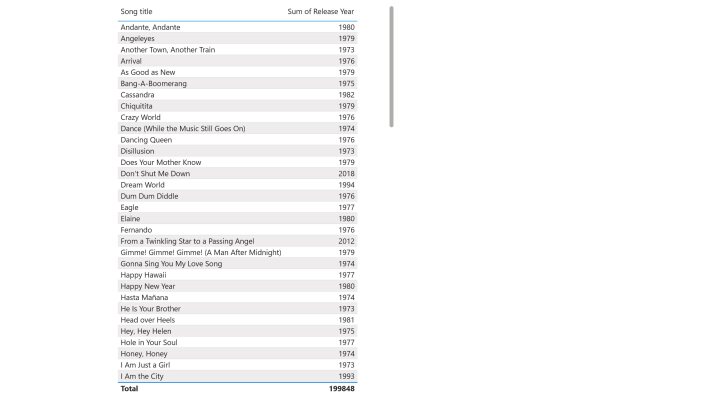 Song title Sum of Release Year
Andante, Andante 1980
Angeleyes 1979
Another Town, Another Train 1973
Arrival 1976
As Good as New 1979
Bang-A-Boomerang 1975
Cassandra 1982
Chiquitita 1979
Crazy World 1976
Dance (While the Music Still Goes On) 1974
Dancing Queen 1976
Disillusion 1973
Does Your Mother Know 1979
Don't Shut Me Down 2018
Dream World 1994
Dum Dum Diddle 1976
Eagle 1977
Elaine 1980
Fernando 1976
From a Twinkling Star to a Passing Angel 2012
Gimme! Gimme! Gimme! (A Man After Midnight) 1979
Gonna Sing You My Love Song 1974
Happy Hawaii 1977
Happy New Year 1980
Hasta Mañana 1974
He Is Your Brother 1973
Head over Heels 1981
Hey, Hey Helen 1975
Hole in Your Soul 1977
Honey, Honey 1974
I Am Just a Girl 1973
I Am the City 1993
Total 199848